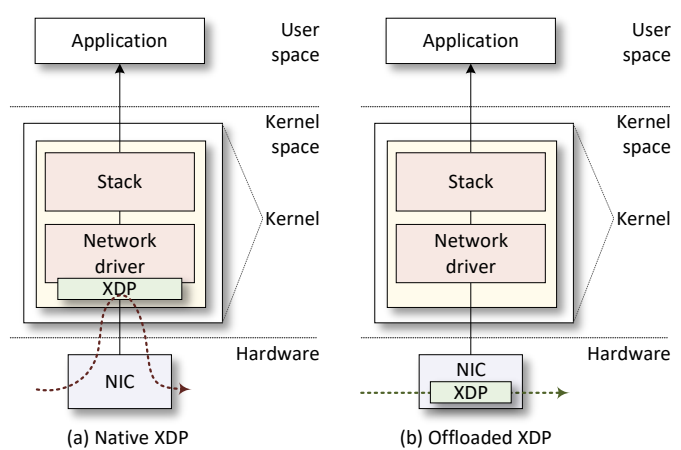 Application
User
space
Kernel
space
Stack
Kernel
Network
driver
XDP
Hardware
NIC
(a) Native XDP
Application
User
space
Kernel
space
Stack
Kernel
Network
driver
Hardware
NIC
XDP
(b) Offloaded XDP